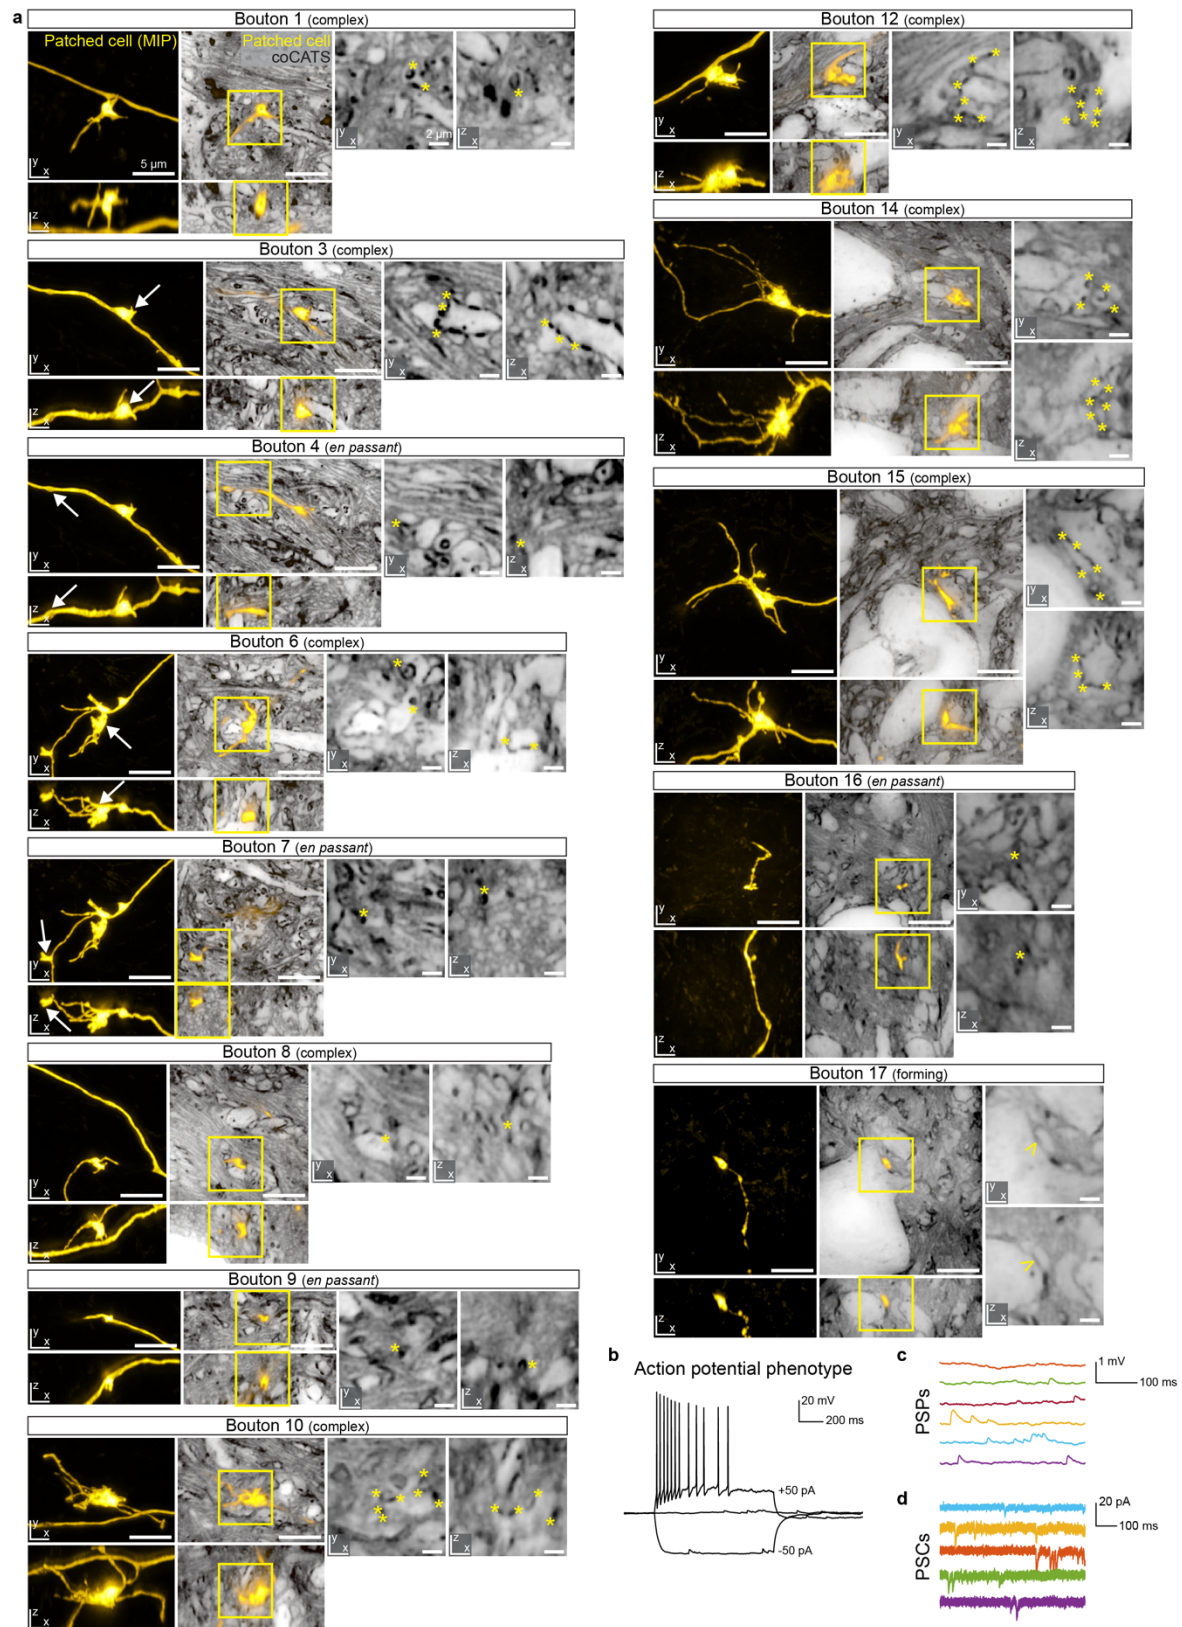 a
Bouton 1 (complex)
Patched cell (MIP)
Patched cell
coCATS
y
x
5 µm
y
x
2 µm
z
x
z
x
Bouton 3 (complex)
y
x
y
x
z
x
z
x
Bouton 4 (en passant)
y
x
y
x
z
x
z
x
Bouton 6 (complex)
y
x
y
x
z
x
z
x
Bouton 7 (en passant)
y
x
y
x
z
x
z
x
Bouton 8 (complex)
y
x
y
x
z
x
z
x
Bouton 9 (en passant)
y
x
z
x
y
x
z
x
Bouton 10 (complex)
y
x
y
x
z
x
z
x
Bouton 12 (complex)
y
x
y
x
z
x
z
x
Bouton 14 (complex)
y
x
y
x
z
x
z
x
Bouton 15 (complex)
y
x
y
x
z
x
z
x
Bouton 16 (en passant)
y
x
y
x
z
x
z
x
Bouton 17 (forming)
y
x
y
x
z
x
z
x
b
Action potential phenotype
20 mV
200 ms
+50 pA
-50 pA
c
PSPs
1 mV
100 ms
d
PSCs
20 pA
100 ms